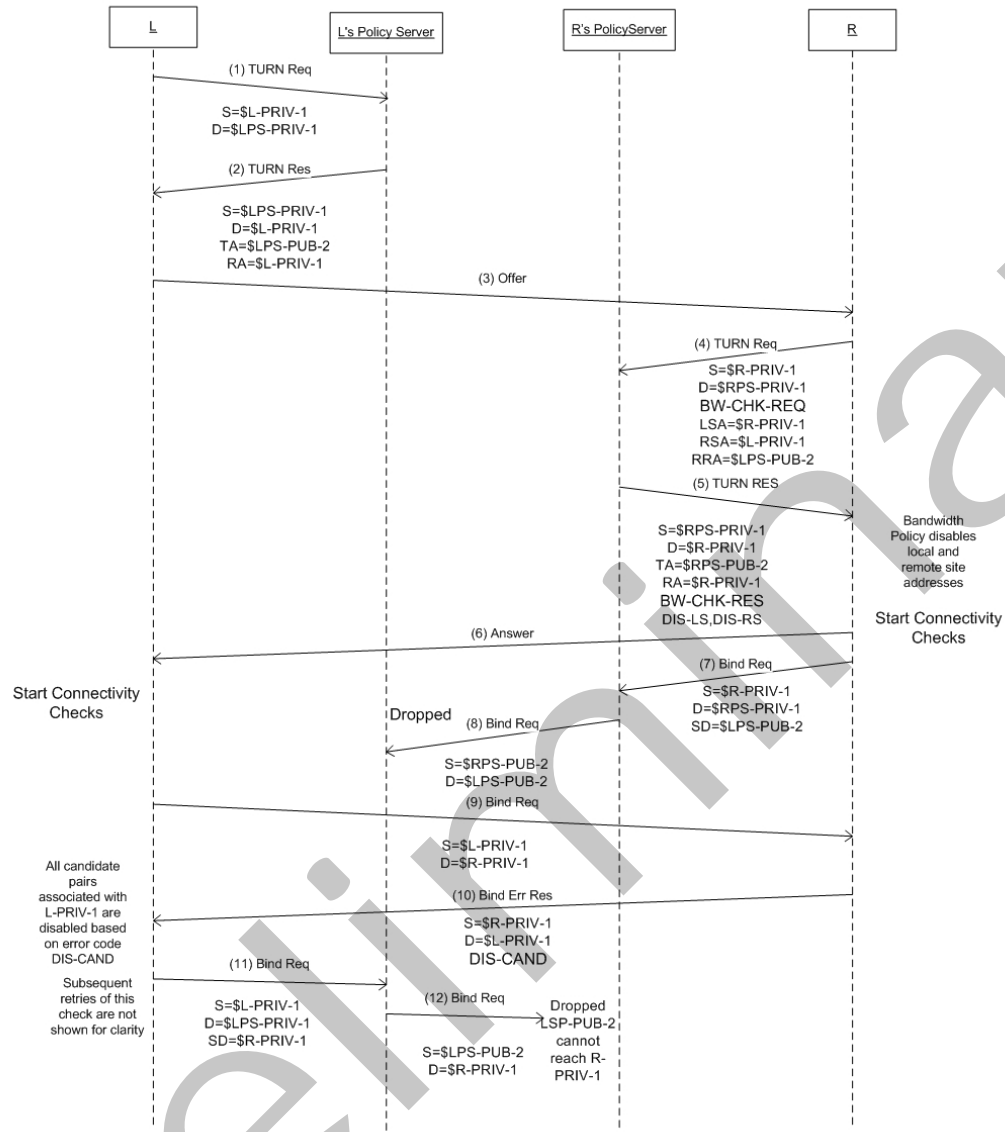 L
L's Policy Server
R's PolicyServer
R
(1) TURN Req
S=$L-PRIV-1
D=$LPS-PRIV-1
(2) TURN Res
S=$LPS-PRIV-1
D=$L-PRIV-1
TA=$LPS-PUB-2
RA=$L-PRIV-1
(3) Offer
(4) TURN Req
S=$R-PRIV-1
D=$RPS-PRIV-1
BW-CHK-REQ
LSA=$R-PRIV-1
RSA=$L-PRIV-1
RRA=$LPS-PUB-2
(5) TURN RES
S=$RPS-PRIV-1
D=$R-PRIV-1
TA=$RPS-PUB-2
RA=$R-PRIV-1
BW-CHK-RES
DIS-LS,DIS-RS
Bandwidth
Policy disables
local and
remote site
addresses
(6) Answer
Start Connectivity
Checks
(7) Bind Req
S=$R-PRIV-1
D=$RPS-PRIV-1
SD=$LPS-PUB-2
Start Connectivity
Checks
Dropped
(8) Bind Req
S=$RPS-PUB-2
D=$LPS-PUB-2
(9) Bind Req
S=$L-PRIV-1
D=$R-PRIV-1
All candidate
pairs
associated with
L-PRIV-1 are
disabled based
on error code
DIS-CAND
(10) Bind Err Res
S=$R-PRIV-1
D=$L-PRIV-1
DIS-CAND
(11) Bind Req
Subsequent
retries of this
check are not
shown for clarity
S=$L-PRIV-1
D=$LPS-PRIV-1
SD=$R-PRIV-1
(12) Bind Req
S=$LPS-PUB-2
D=$R-PRIV-1
Dropped
LSP-PUB-2
cannot
reach R-
PRIV-1
elimina